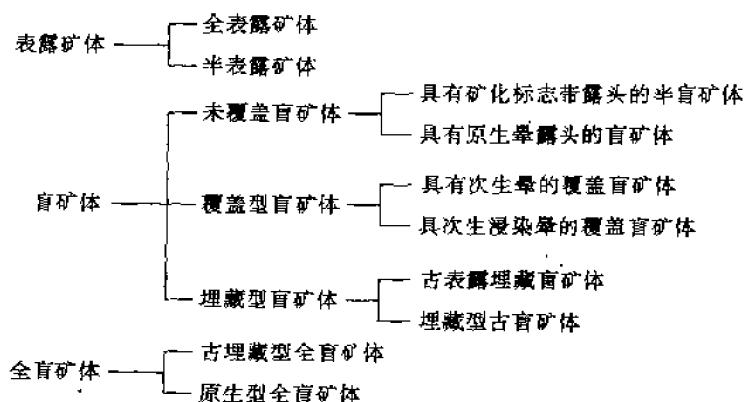 表露矿体
全表露矿体
半表露矿体
盲矿体
未覆盖盲矿体
具有矿化标志带露头的半盲矿体
具有原生晕露头的盲矿体
覆盖型盲矿体
具有次生晕的覆盖盲矿体
具次生浸染晕的覆盖盲矿体
埋藏型盲矿体
古表露埋藏盲矿体
埋藏型古盲矿体
全盲矿体
古埋藏型全盲矿体
原生型全盲矿体